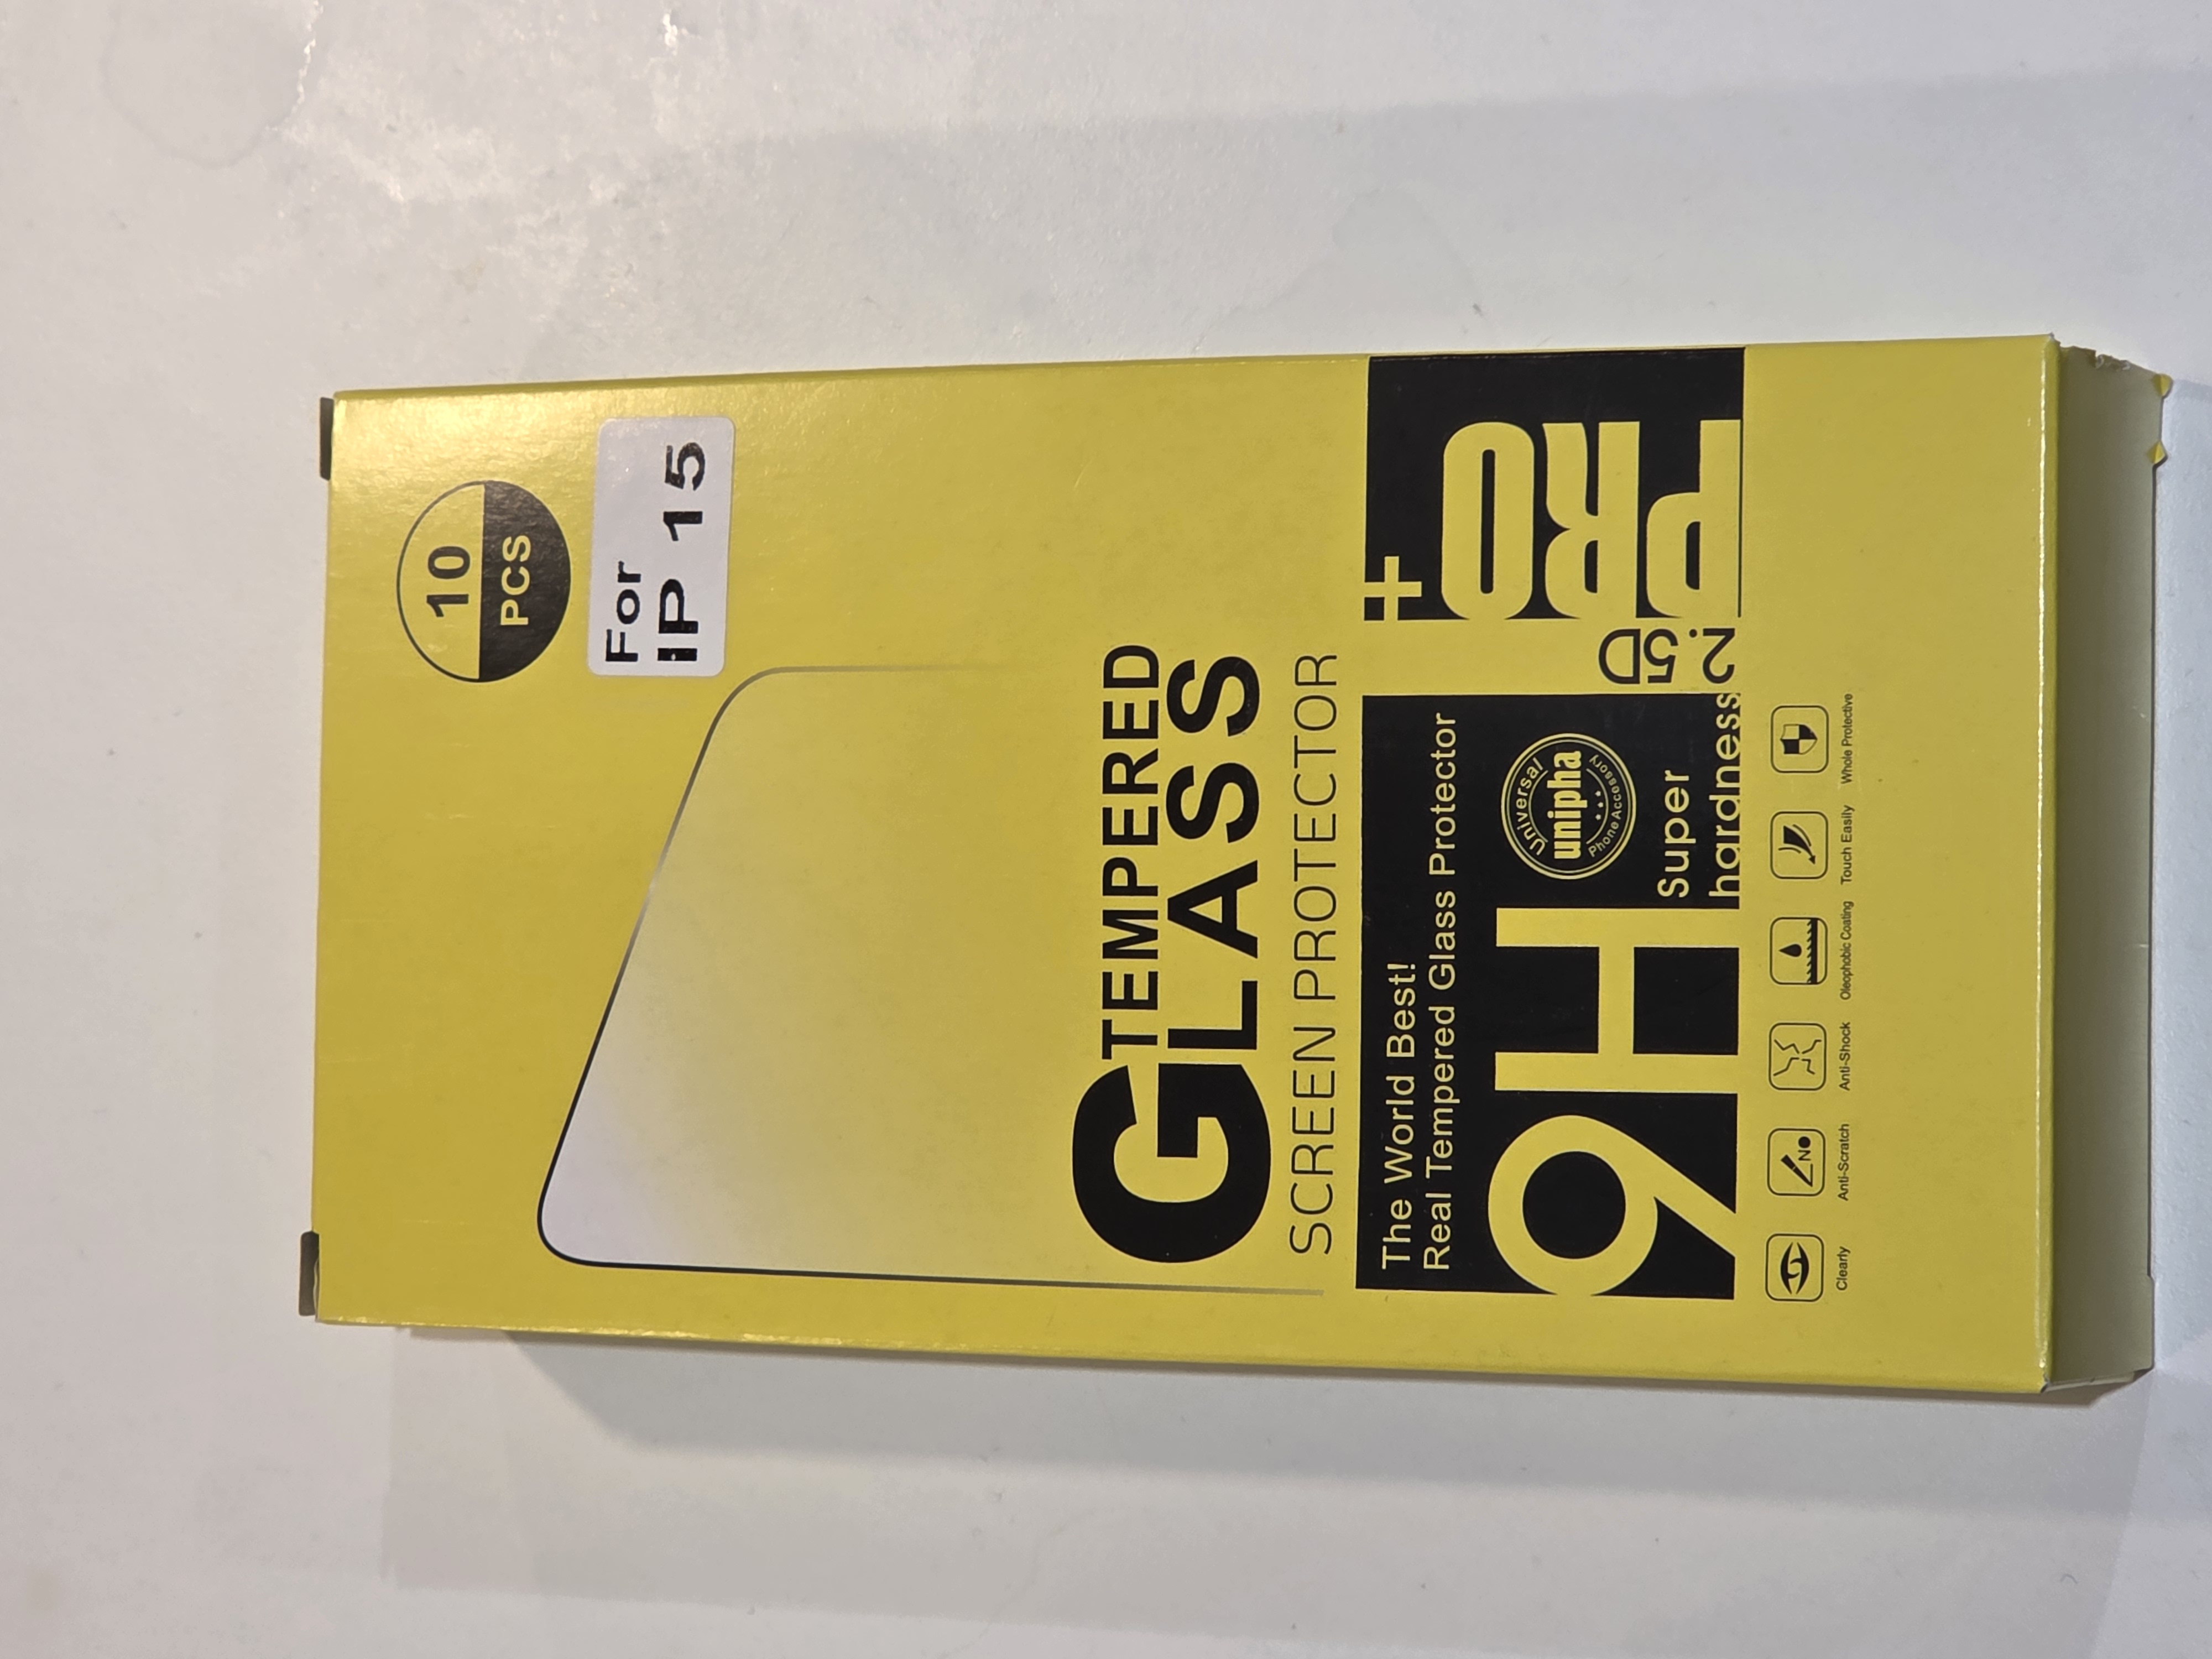 10
PCS
For
IP 15
TEMPERED
GLASS
SCREEN PROTECTOR
The World Best!
Real Tempered Glass Protector
9H
Universal
unipha
Phone Accessory
Super
hardness
2.5D
PRO+
Clearly
Anti-Scratch
NO
Anti-Shock
Oleophobic Coating
Touch Easily
Whole Protective